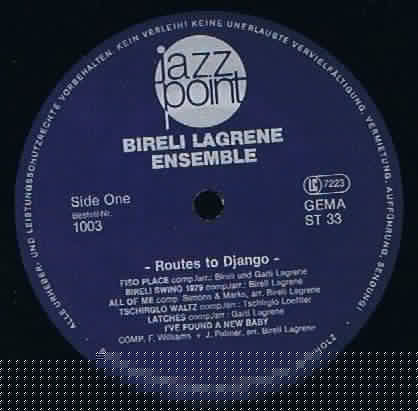 jazz
point
BIRELI LAGRENE
ENSEMBLE
Side One
Bestell-Nr.
1003
LC 7223
GEMA
ST 33
- Routes to Django -
FISO PLACE comp./arr.: Bireli und Gaiti Lagrene
BIRELI SWING 1979 comp./arr.: Bireli Lagrene
ALL OF ME comp. Simons & Marks, arr. Bireli Lagrene
TSCHIRGLO WALTZ comp./arr.: Tschirglo Loeffler
LATCHES comp./arr.: Gaiti Lagrene
I'VE FOUND A NEW BABY
COMP. F. Williams + J. Palmer, arr. Bireli Lagrene
ALLE URHEBER- UND LEISTUNGSSCHUTZRECHTE VORBEHALTEN. KEIN VERLEIH! KEINE UNERLAUBTE VERVIELFÄLTIGUNG, VERMIETUNG, AUFFÜHRUNG, SENDUNG!